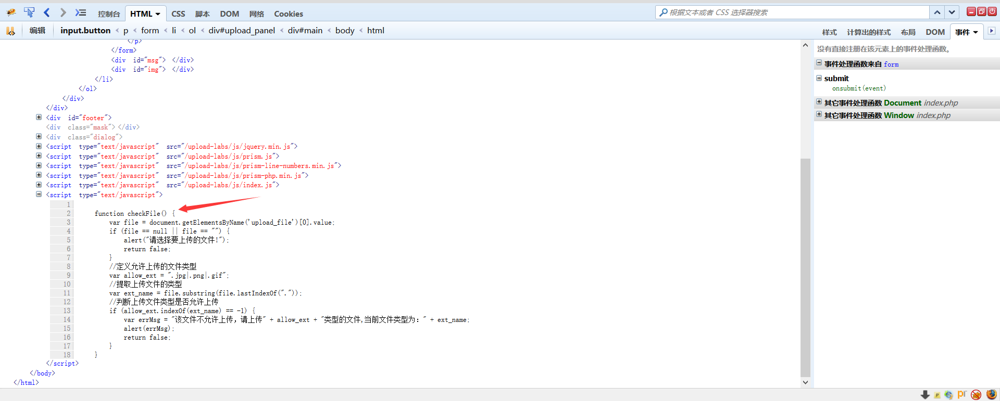 控制台 HTML CSS 脚本 DOM 网络 Cookies
根据文本或者 CSS 选择器搜索
编辑 input.button < p < form < li < ol < div#upload_panel < div#main < body < html
样式 计算出的样式 布局 DOM 事件
</p>
</form>
<div id="msg"> </div>
<div id="img"> </div>
</li>
</ol>
</div>
</div>
<div id="footer">
<div class="mask"></div>
<div class="dialog">
<script type="text/javascript" src="/upload-labs/js/jquery.min.js">
<script type="text/javascript" src="/upload-labs/js/prism.js">
<script type="text/javascript" src="/upload-labs/js/prism-line-numbers.min.js">
<script type="text/javascript" src="/upload-labs/js/prism-php.min.js">
<script type="text/javascript" src="/upload-labs/js/index.js">
<script type="text/javascript">
1
2 function checkFile() {
3 var file = document.getElementsByName('upload_file')[0].value;
4 if (file == null || file == "") {
5 alert("请选择要上传的文件!");
6 return false;
7 }
8 //定义允许上传的文件类型
9 var allow_ext = ".jpg|.png|.gif";
10 //提取上传文件的类型
11 var ext_name = file.substring(file.lastIndexOf("."));
12 //判断上传文件类型是否允许上传
13 if (allow_ext.indexOf(ext_name) == -1) {
14 var errMsg = "该文件不允许上传，请上传" + allow_ext + "类型的文件,当前文件类型为：" + ext_name;
15 alert(errMsg);
16 return false;
17 }
18 }
</script>
</body>
</html>
没有直接注册在该元素上的事件处理函数。
事件处理函数来自 form
submit
onsubmit(event)
其它事件处理函数 Document index.php
其它事件处理函数 Window index.php
P
pr